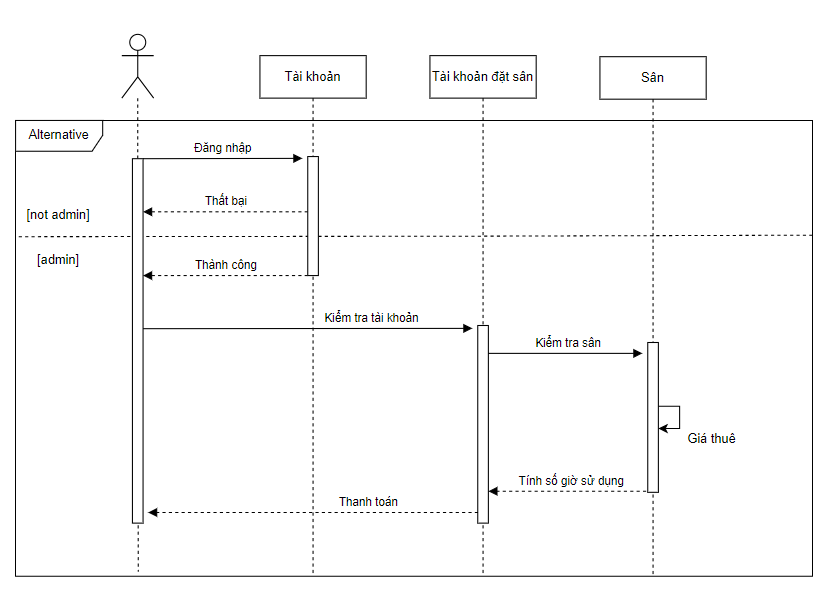 Tài khoản
Tài khoản đặt sân
Sân
Alternative
Đăng nhập
Thất bại
[not admin]
[admin]
Thành công
Kiểm tra tài khoản
Kiểm tra sân
Giá thuê
Tính số giờ sử dụng
Thanh toán